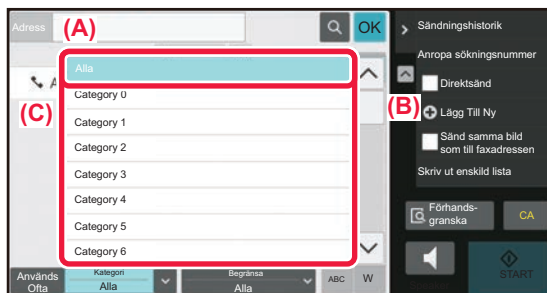 Adress
(A)
OK
Sändningshistorik
Anropa sökningsnummer
Direktsänd
(B)
Lägg Till Ny
Sänd samma bild
som till faxadressen
Skriv ut enskild lista
Förhands-
granska
CA
START
(C)
A
Alla
Category 0
Category 1
Category 2
Category 3
Category 4
Category 5
Category 6
Används
Ofta
Kategori
Alla
Begränsa
Alla
ABC
W